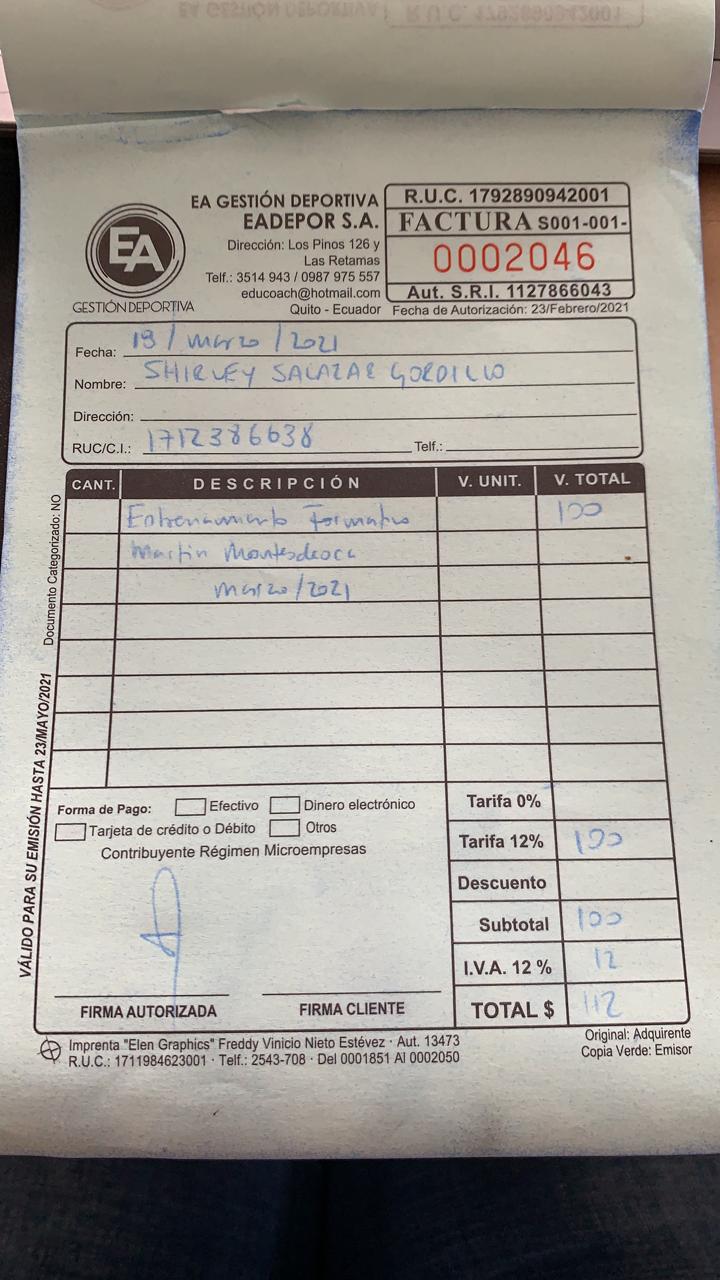 EA GESTIÓN DEPORTIVA
EADEPOR S.A.
Dirección: Los Pinos 126 y
Las Retamas
Telf.: 3514 943 / 0987 975 557
educoach@hotmail.com
Quito - Ecuador
EA
GESTIÓN DEPORTIVA
R.U.C. 1792890942001
FACTURA S001-001-
0002046
Aut. S.R.I. 1127866043
Fecha de Autorización: 23/Febrero/2021
Fecha: 19/marzo/2021
Nombre: SHIRLEY SALAZAR GORDILLO
Dirección:
RUC/C.I.: 1712386638 Telf.:
CANT. DESCRIPCIÓN V. UNIT. V. TOTAL
Entrenamiento Formativo 100
Martin Montesdeoca
marzo/2021
Documento Categorizado: NO
VÁLIDO PARA SU EMISIÓN HASTA 23/MAYO/2021
Forma de Pago: Efectivo Dinero electrónico
Tarjeta de crédito o Débito Otros
Contribuyente Régimen Microempresas
FIRMA AUTORIZADA FIRMA CLIENTE
Tarifa 0%
Tarifa 12% 100
Descuento
Subtotal 100
I.V.A. 12 % 12
TOTAL $ 112
Imprenta "Elen Graphics" Freddy Vinicio Nieto Estévez · Aut. 13473
R.U.C.: 1711984623001 · Telf.: 2543-708 · Del 0001851 Al 0002050
Original: Adquirente
Copia Verde: Emisor